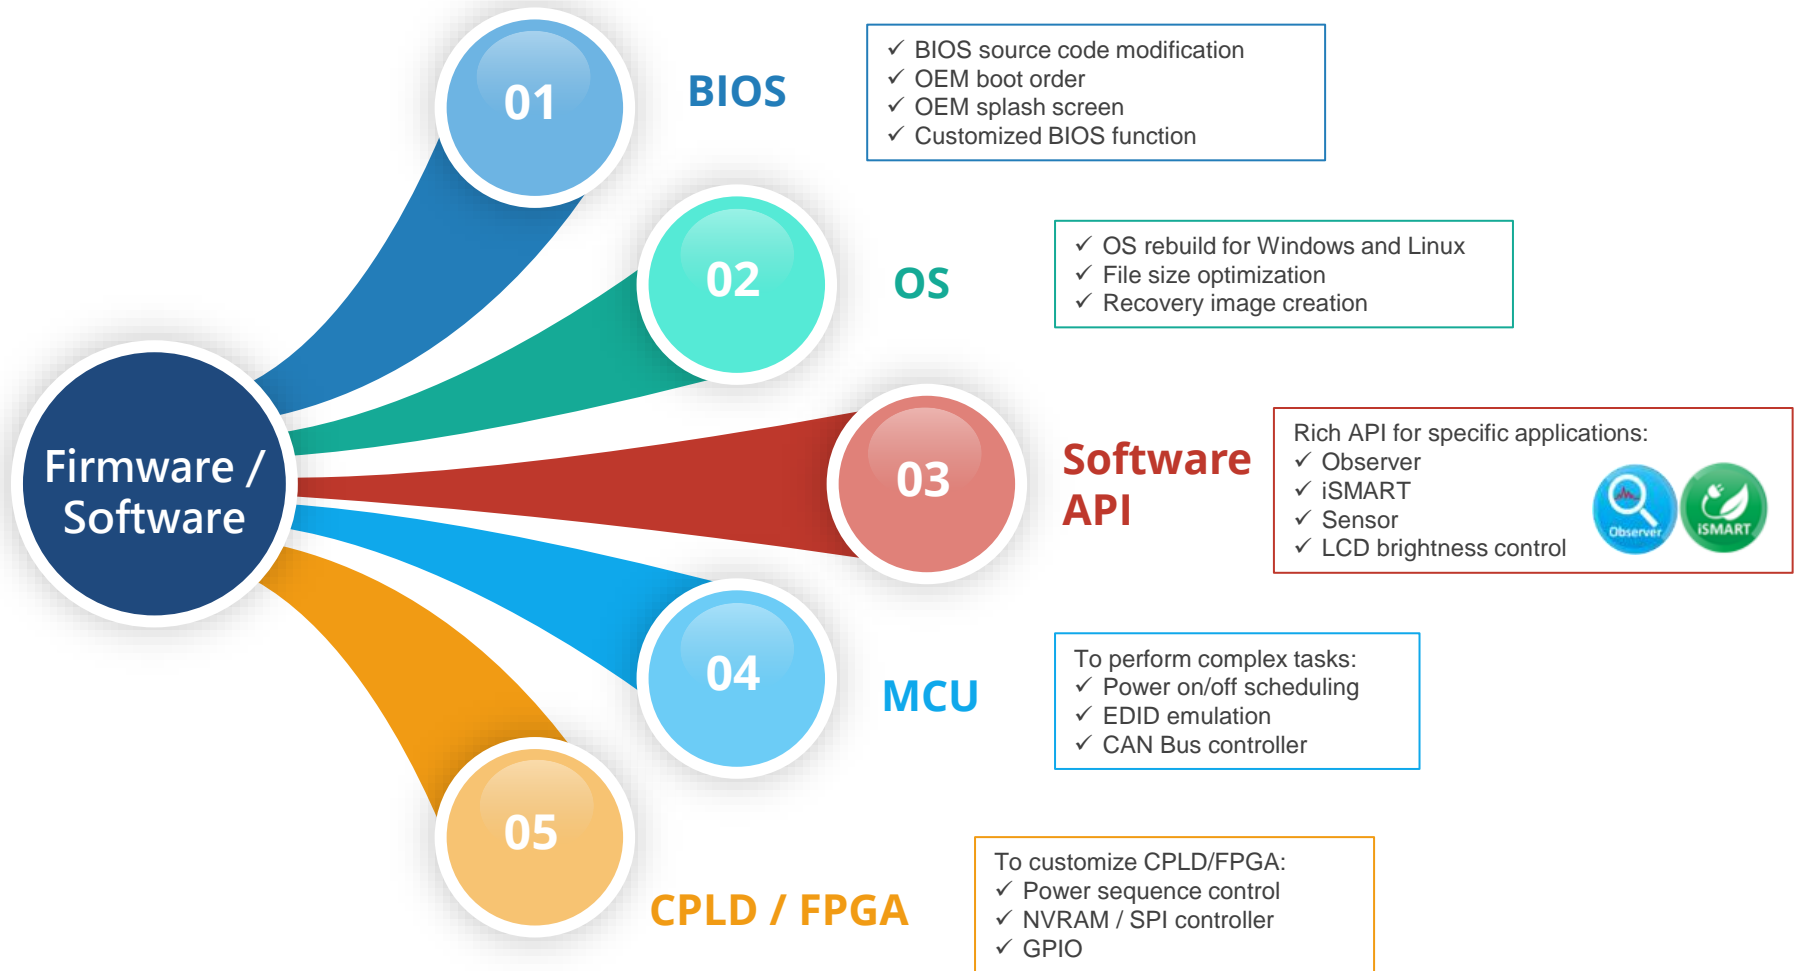 Firmware /
Software
01
BIOS
✓ BIOS source code modification
✓ OEM boot order
✓ OEM splash screen
✓ Customized BIOS function
02
OS
✓ OS rebuild for Windows and Linux
✓ File size optimization
✓ Recovery image creation
03
Software
API
Rich API for specific applications:
✓ Observer
✓ iSMART
✓ Sensor
✓ LCD brightness control
Observer
iSMART
04
MCU
To perform complex tasks:
✓ Power on/off scheduling
✓ EDID emulation
✓ CAN Bus controller
05
CPLD / FPGA
To customize CPLD/FPGA:
✓ Power sequence control
✓ NVRAM / SPI controller
✓ GPIO